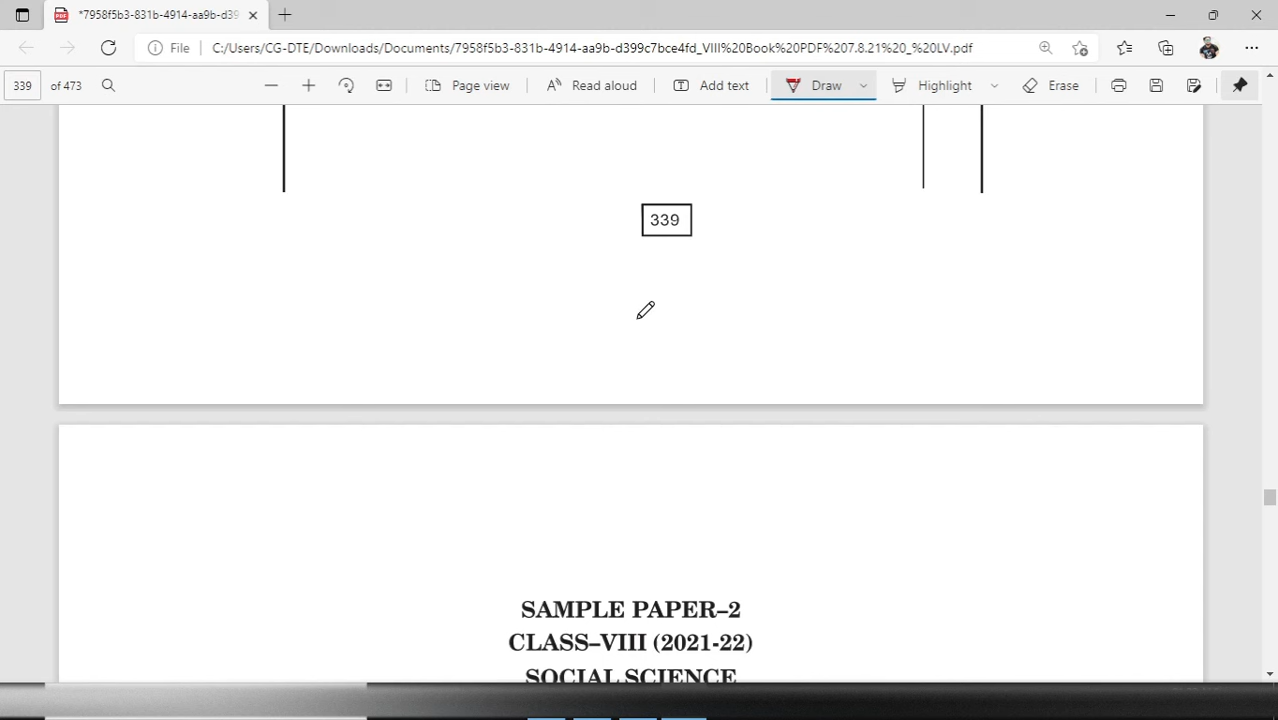 *7958f5b3-831b-4914-aa9b-d39
File C:/Users/CG-DTE/Downloads/Documents/7958f5b3-831b-4914-aa9b-d399c7bce4fd_VIII%20Book%20PDF%207.8.21%20_%20LV.pdf
339 of 473 Page view Read aloud Add text Draw Highlight Erase
339
SAMPLE PAPER–2
CLASS–VIII (2021-22)
SOCIAL SCIENCE